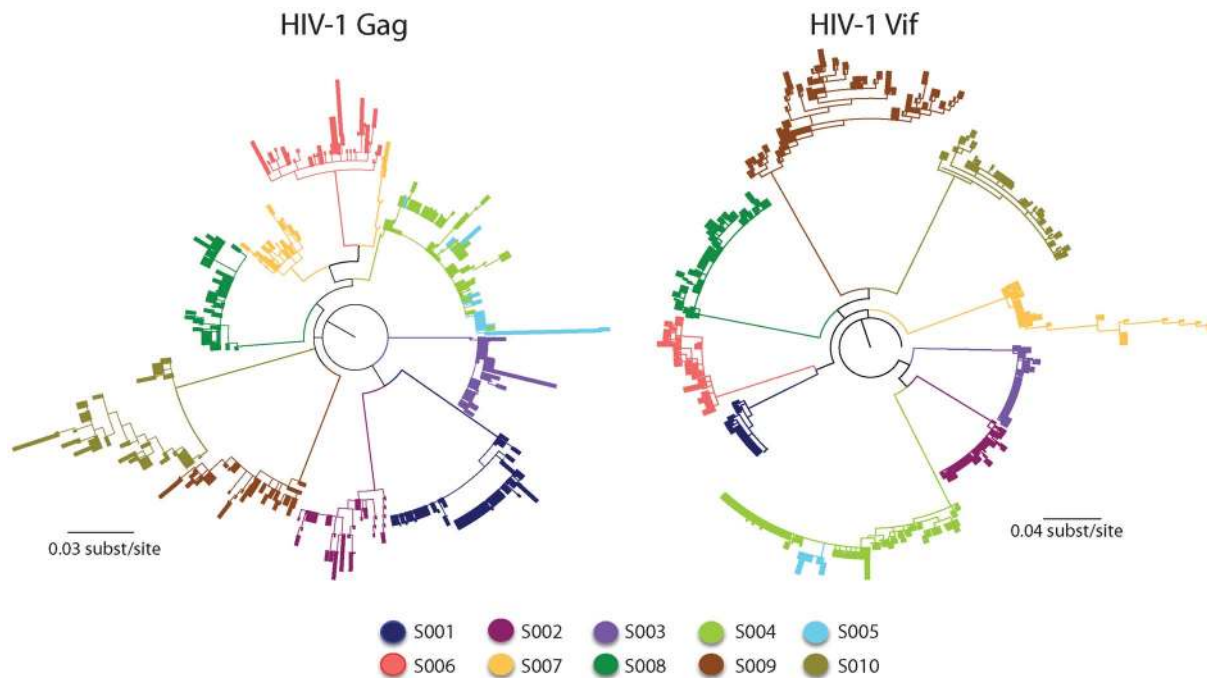 HIV-1 Gag
HIV-1 Vif
0.03 subst/site
0.04 subst/site
S001 S002 S003 S004 S005
S006 S007 S008 S009 S010